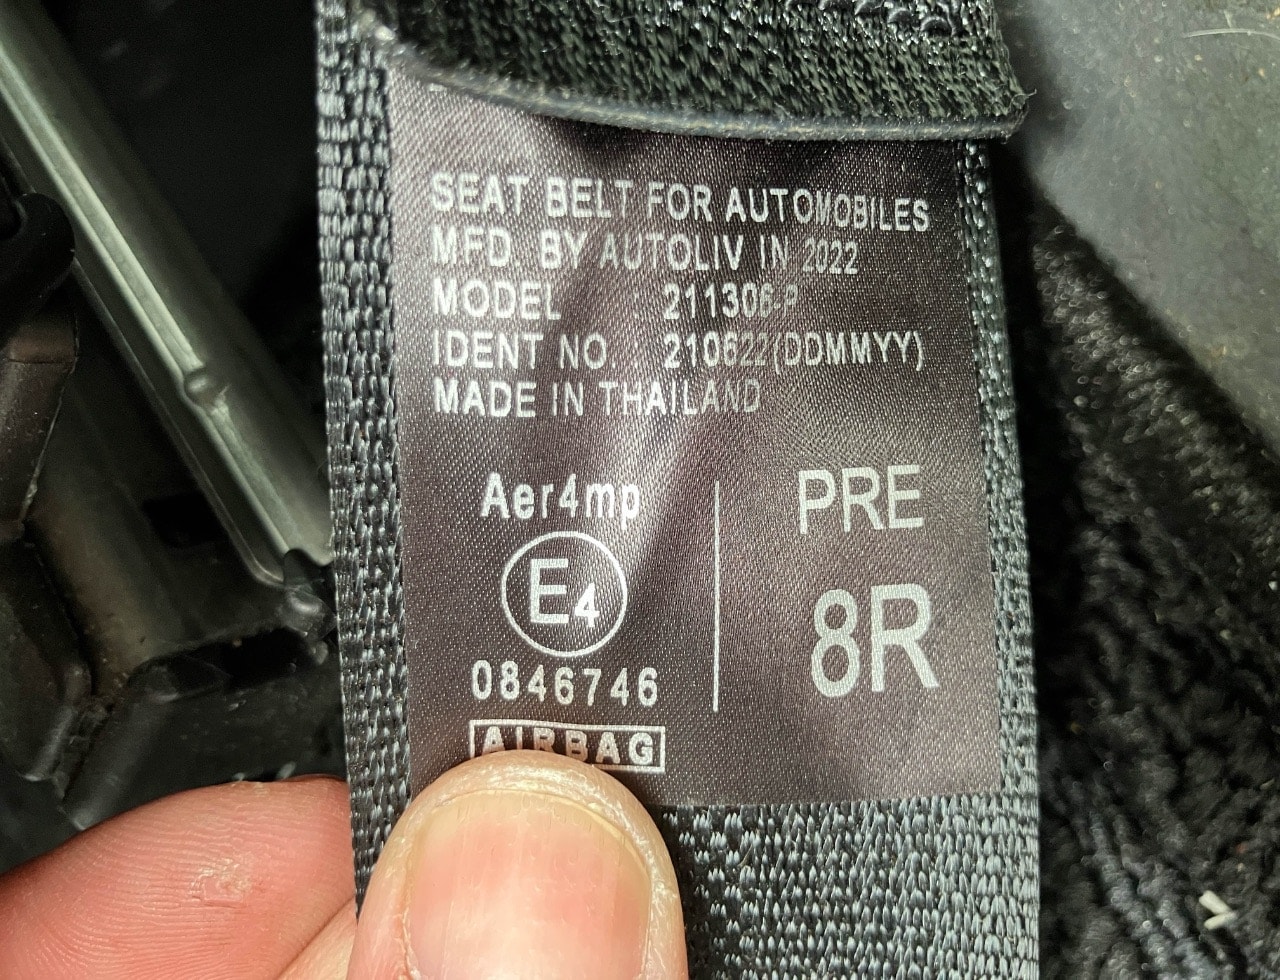 SEAT BELT FOR AUTOMOBILES
MFD. BY AUTOLIV IN 2022
MODEL : 211306-P
IDENT NO : 210622(DDMMYY)
MADE IN THAILAND
Aer4mp
E4
0846746
AIRBAG
PRE
8R